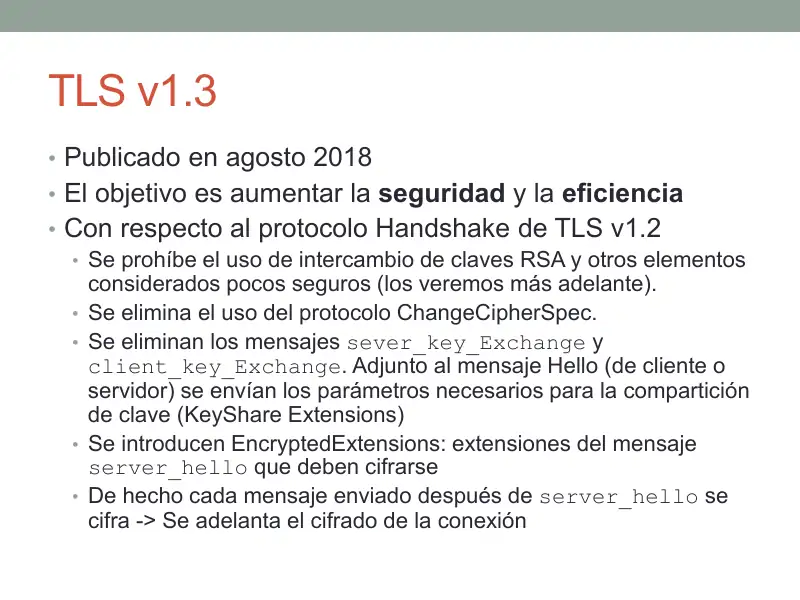 TLS v1.3
• Publicado en agosto 2018
• El objetivo es aumentar la seguridad y la eficiencia
• Con respecto al protocolo Handshake de TLS v1.2
• Se prohíbe el uso de intercambio de claves RSA y otros elementos
considerados pocos seguros (los veremos más adelante).
• Se elimina el uso del protocolo ChangeCipherSpec.
• Se eliminan los mensajes sever_key_Exchange y
client_key_Exchange. Adjunto al mensaje Hello (de cliente o
servidor) se envían los parámetros necesarios para la compartición
de clave (KeyShare Extensions)
• Se introducen EncryptedExtensions: extensiones del mensaje
server_hello que deben cifrarse
• De hecho cada mensaje enviado después de server_hello se
cifra -> Se adelanta el cifrado de la conexión